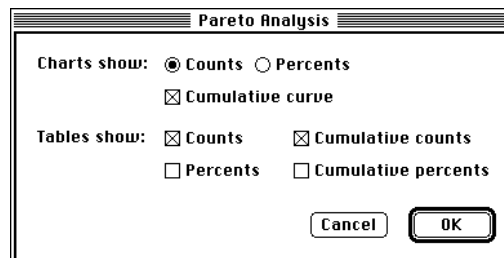 Pareto Analysis
Charts show: Counts Percents
Cumulative curve
Tables show: Counts Cumulative counts
Percents Cumulative percents
Cancel OK